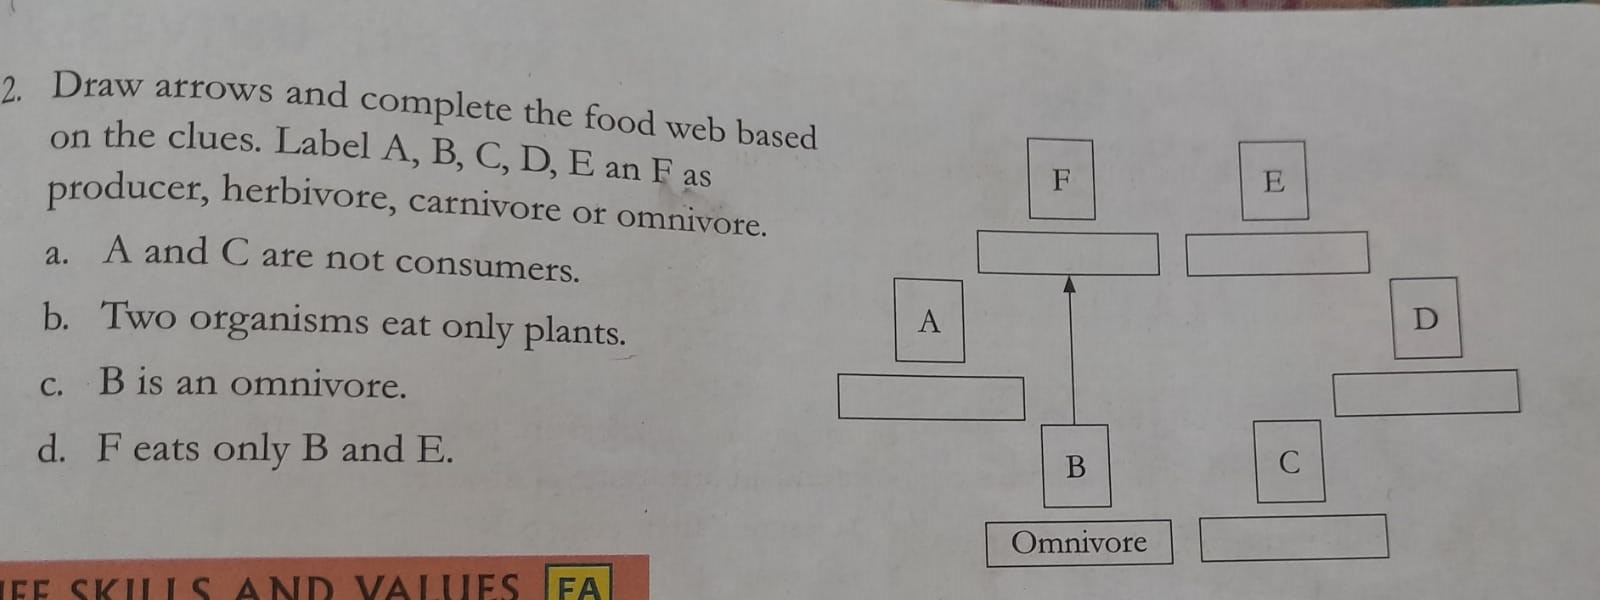 2. Draw arrows and complete the food web based
on the clues. Label A, B, C, D, E an F as
producer, herbivore, carnivore or omnivore.
a. A and C are not consumers.
b. Two organisms eat only plants.
c. B is an omnivore.
d. F eats only B and E.
F
E
A
D
B
C
Omnivore
SKILLS AND VALUES FA